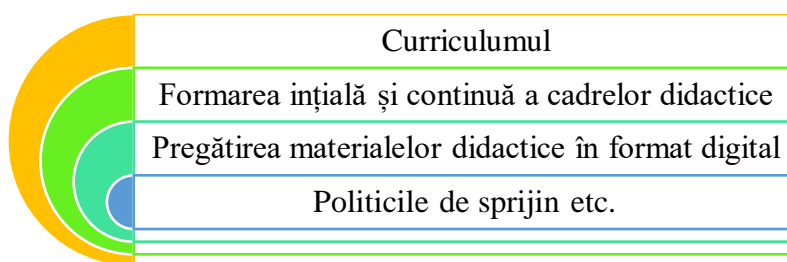 Curriculumul
Formarea ințială și continuă a cadrelor didactice
Pregătirea materialelor didactice în format digital
Politicile de sprijin etc.